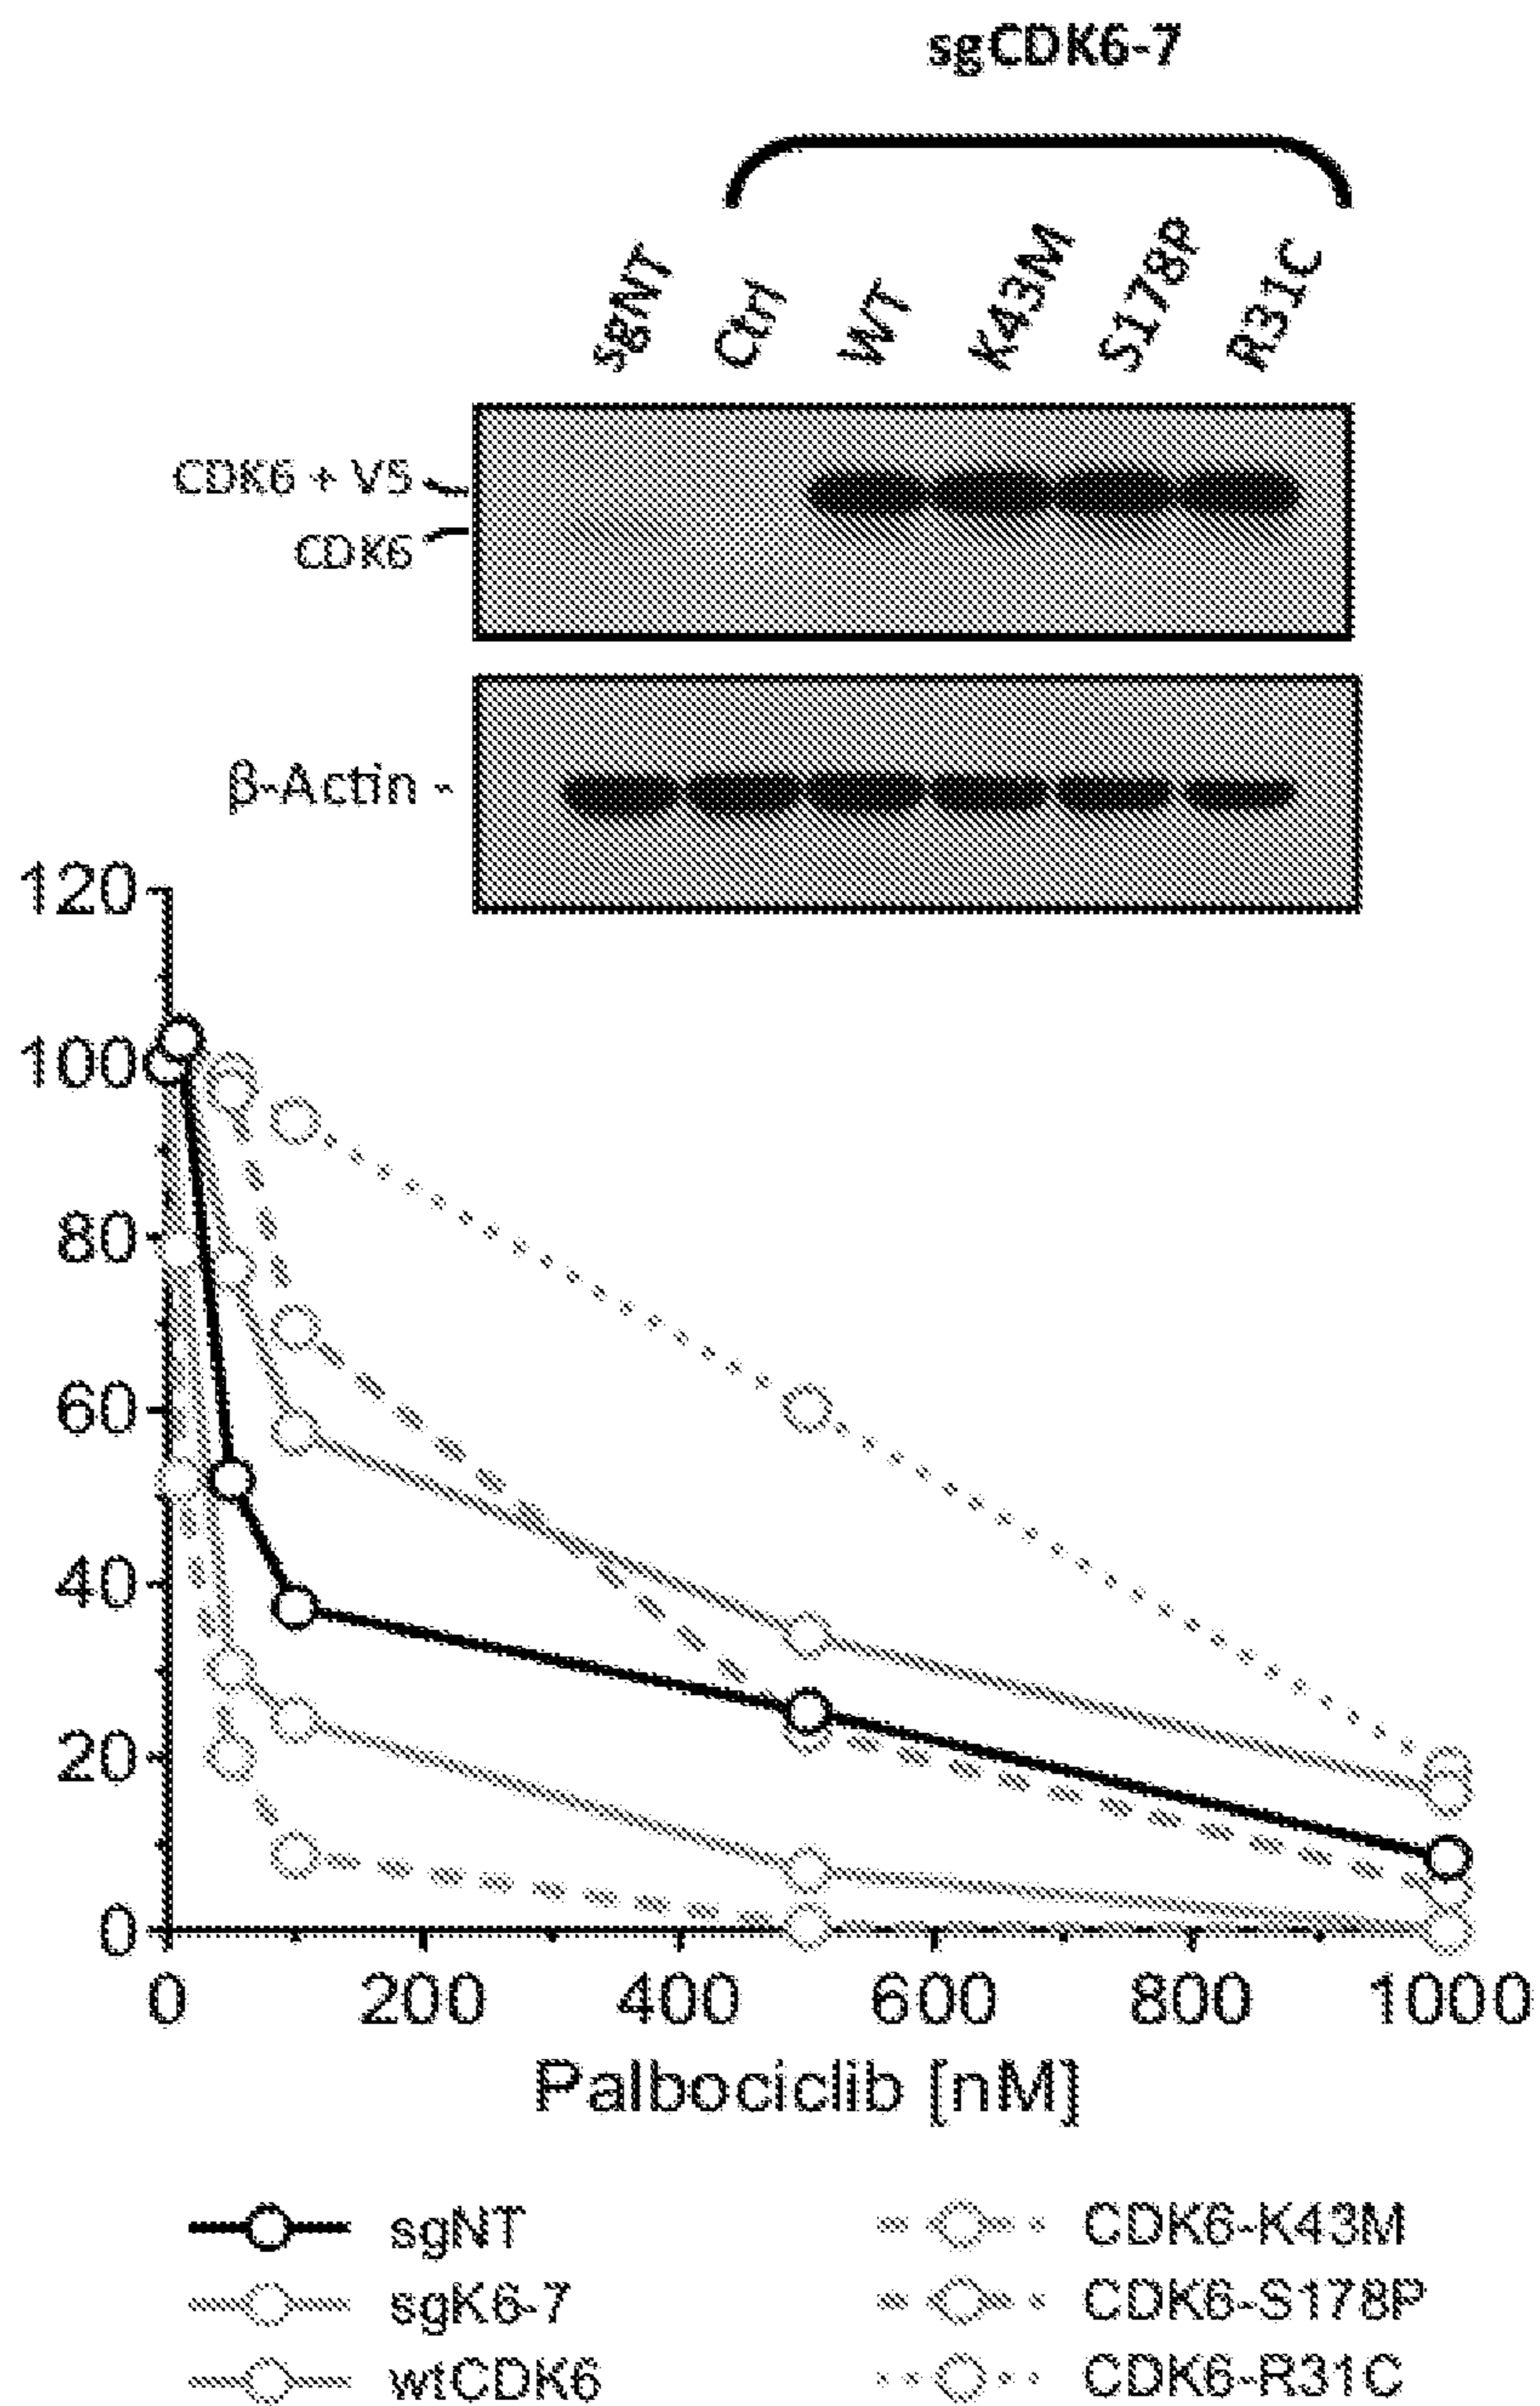 sgCDK6-7
sgNT Ctrl WT K43M S178P R31C
CDK6 + V5
CDK6
β-Actin -
120
100
80
60
40
20
0
0 200 400 600 800 1000
Palbociclib [nM]
sgNT CDK6-K43M
sgK6-7 CDK6-S178P
wtCDK6 CDK6-R31C